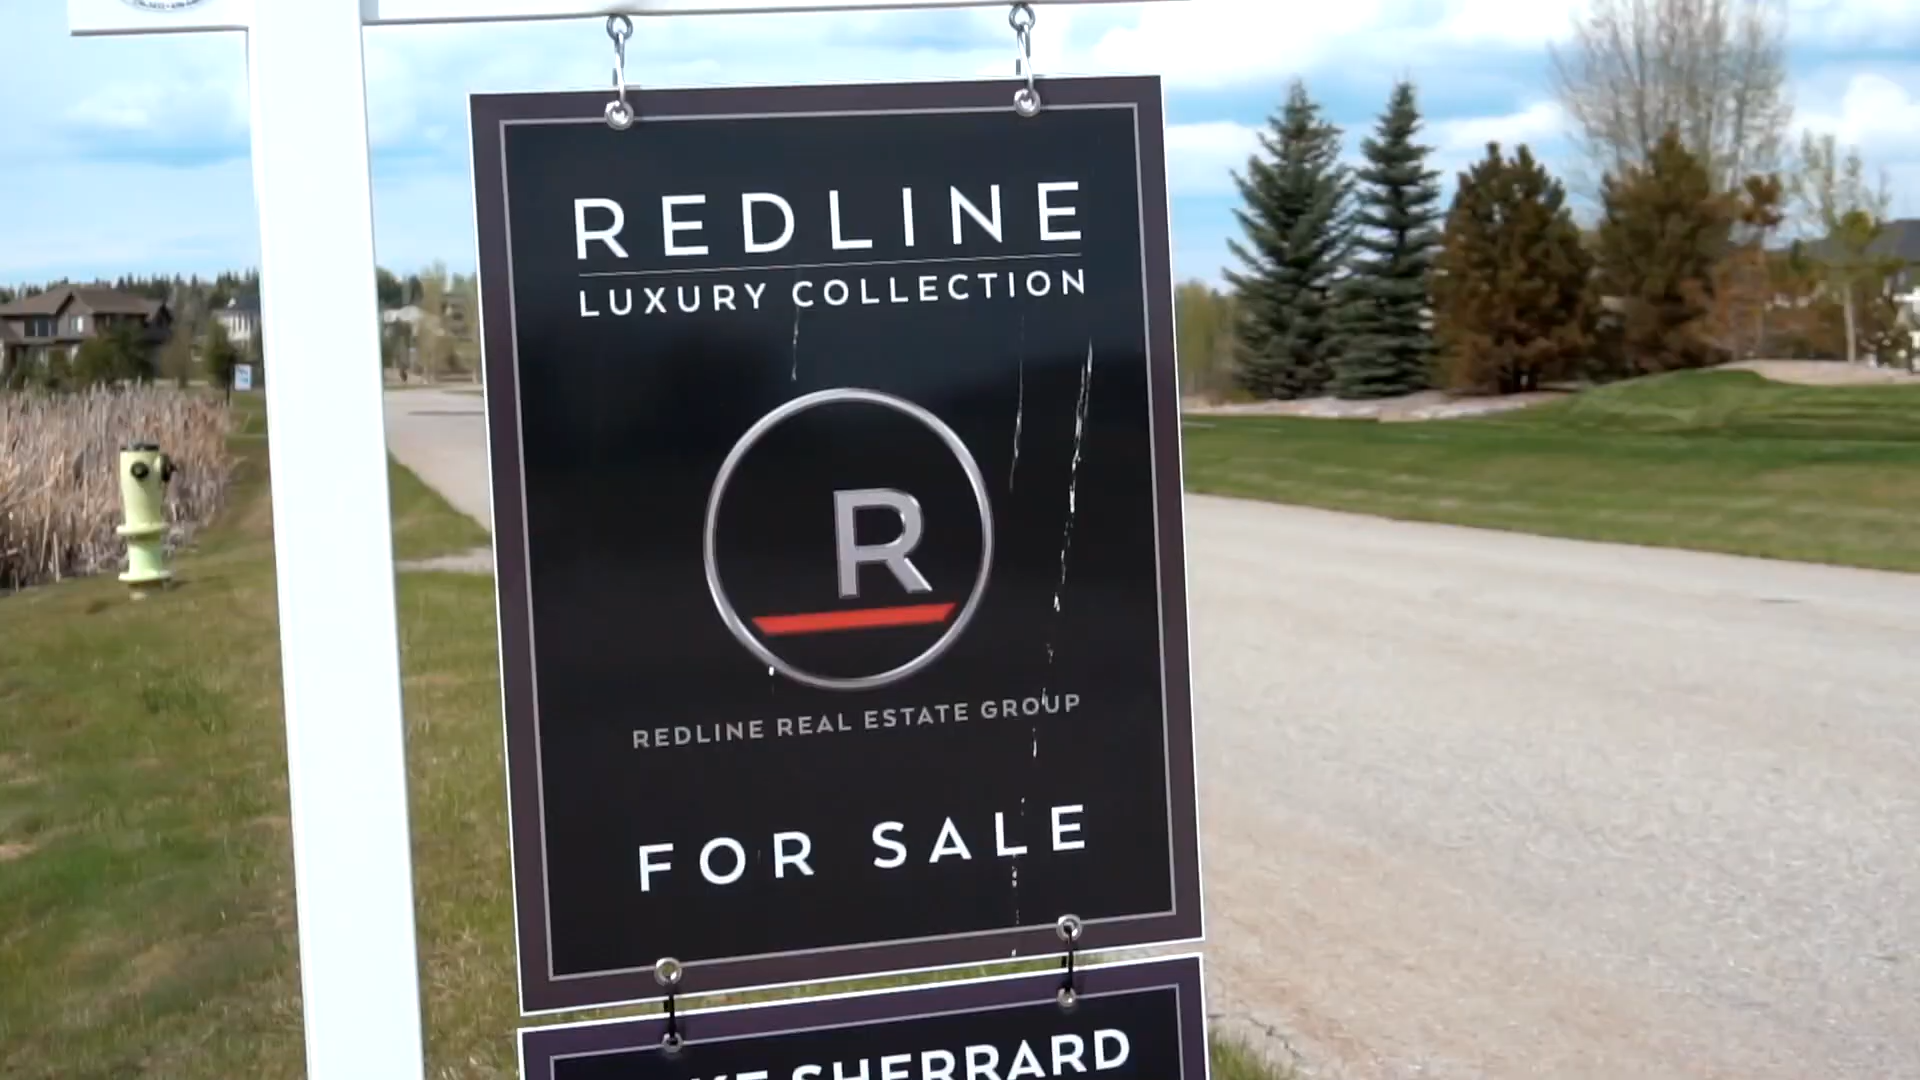 REDLINE
LUXURY COLLECTION
R
REDLINE REAL ESTATE GROUP
FOR SALE
SHERRARD